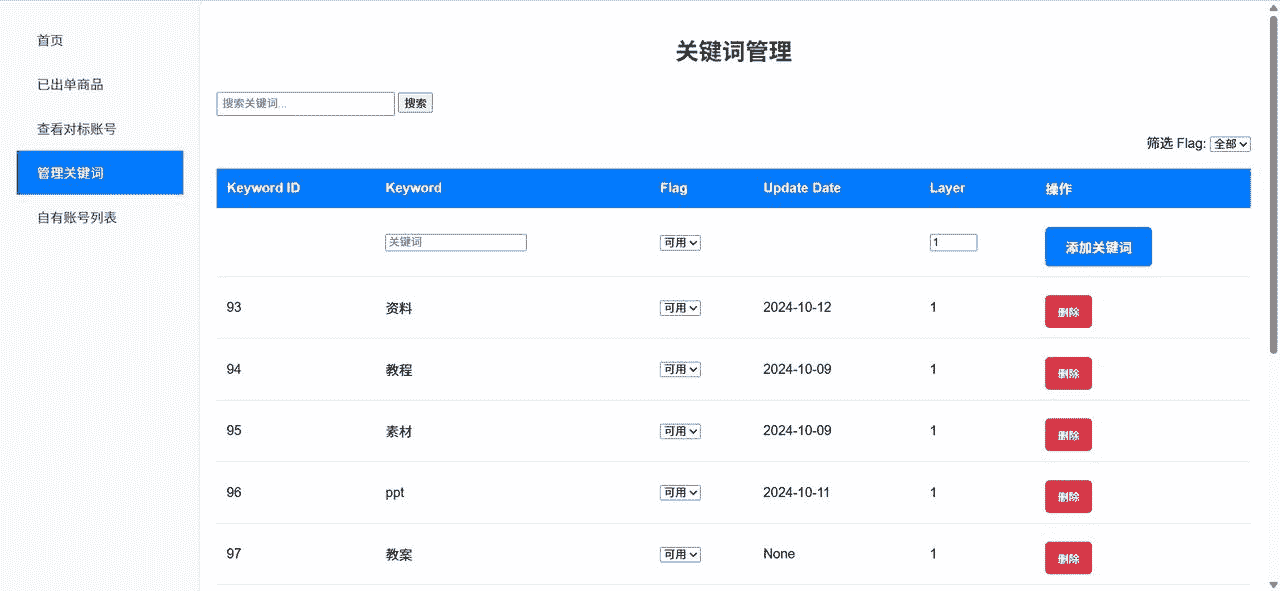 首页
已出单商品
查看对标账号
管理关键词
自有账号列表
关键词管理
搜索关键词... 搜索
筛选 Flag: 全部
Keyword ID Keyword Flag Update Date Layer 操作
关键词 可用 1 添加关键词
93 资料 可用 2024-10-12 1 删除
94 教程 可用 2024-10-09 1 删除
95 素材 可用 2024-10-09 1 删除
96 ppt 可用 2024-10-11 1 删除
97 教案 可用 None 1 删除